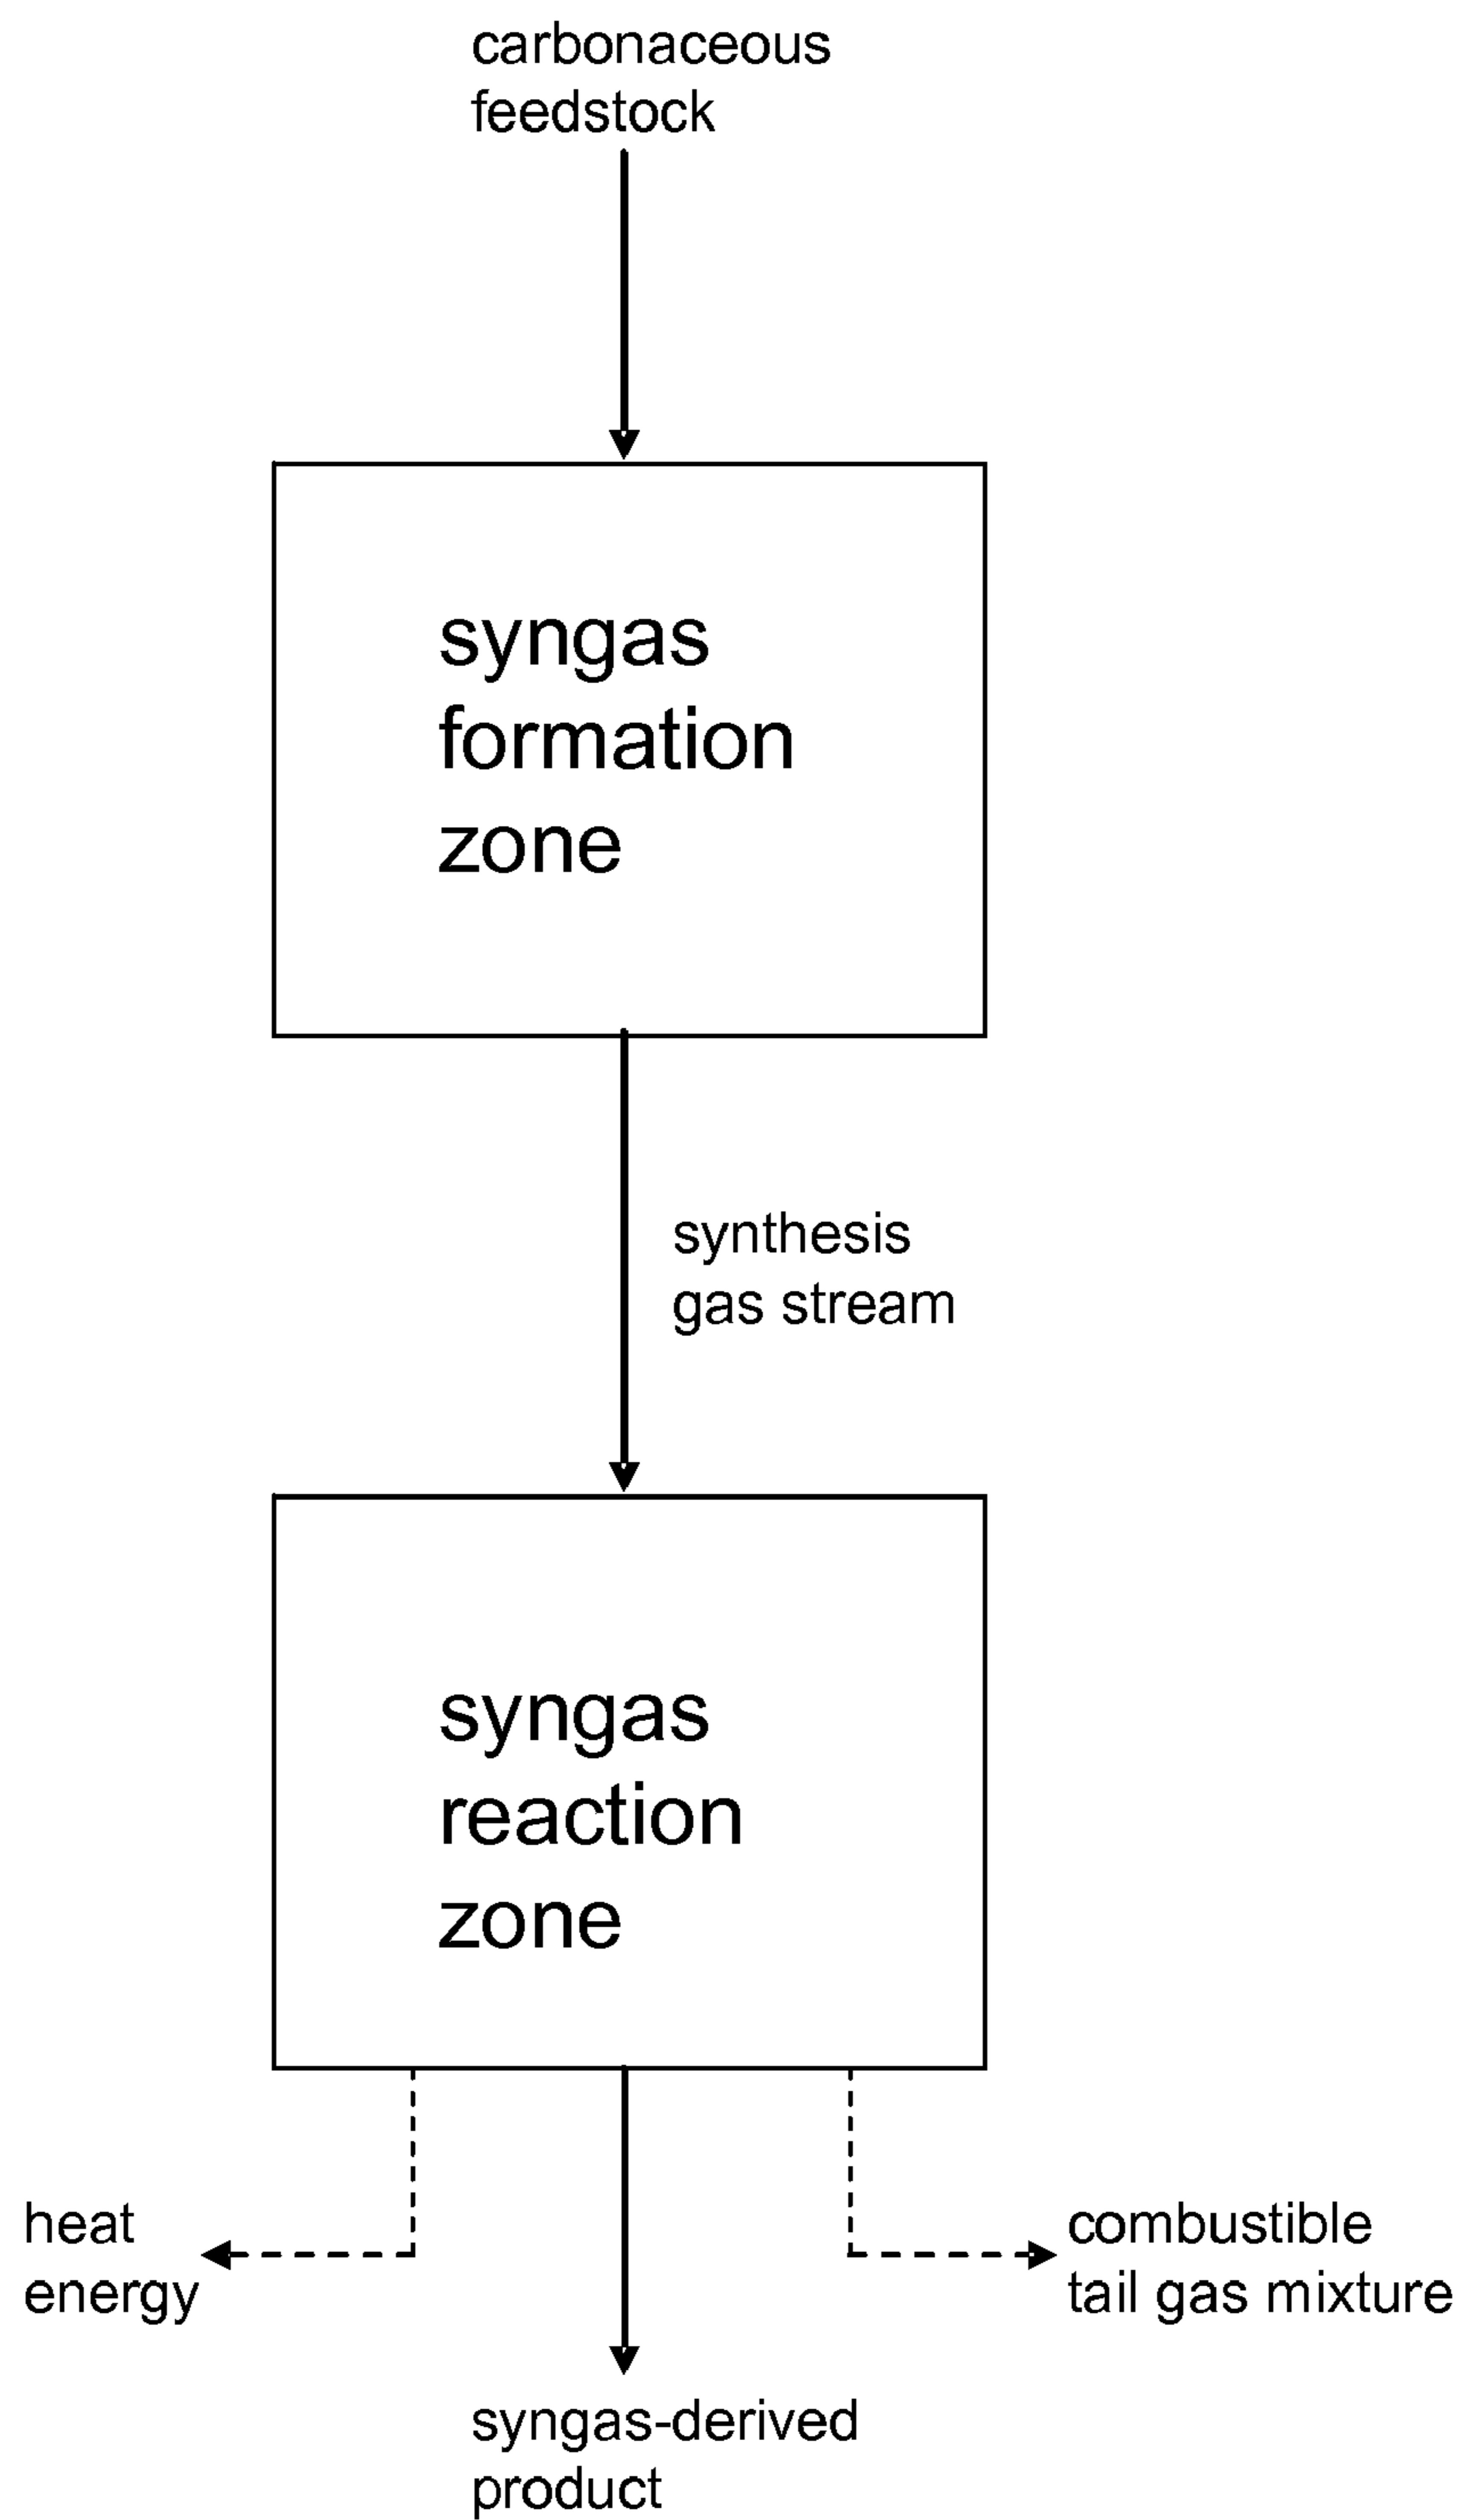 carbonaceous
feedstock
syngas
formation
zone
synthesis
gas stream
syngas
reaction
zone
heat
energy
combustible
tail gas mixture
syngas-derived
product